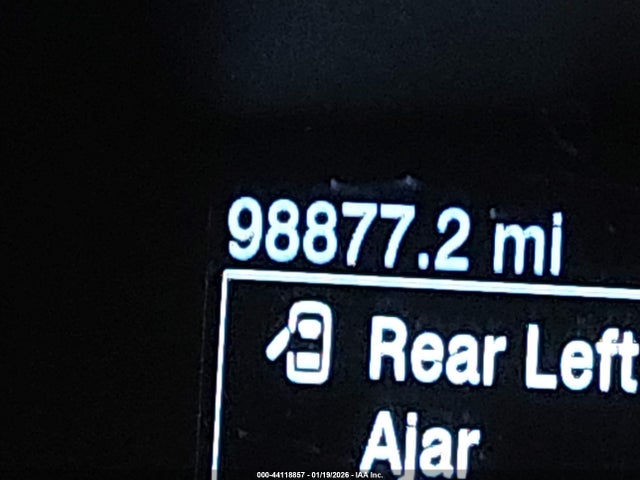 98877.2 mi
Rear Left
Ajar
000-44118857 - 01/19/2026 - IAA Inc.